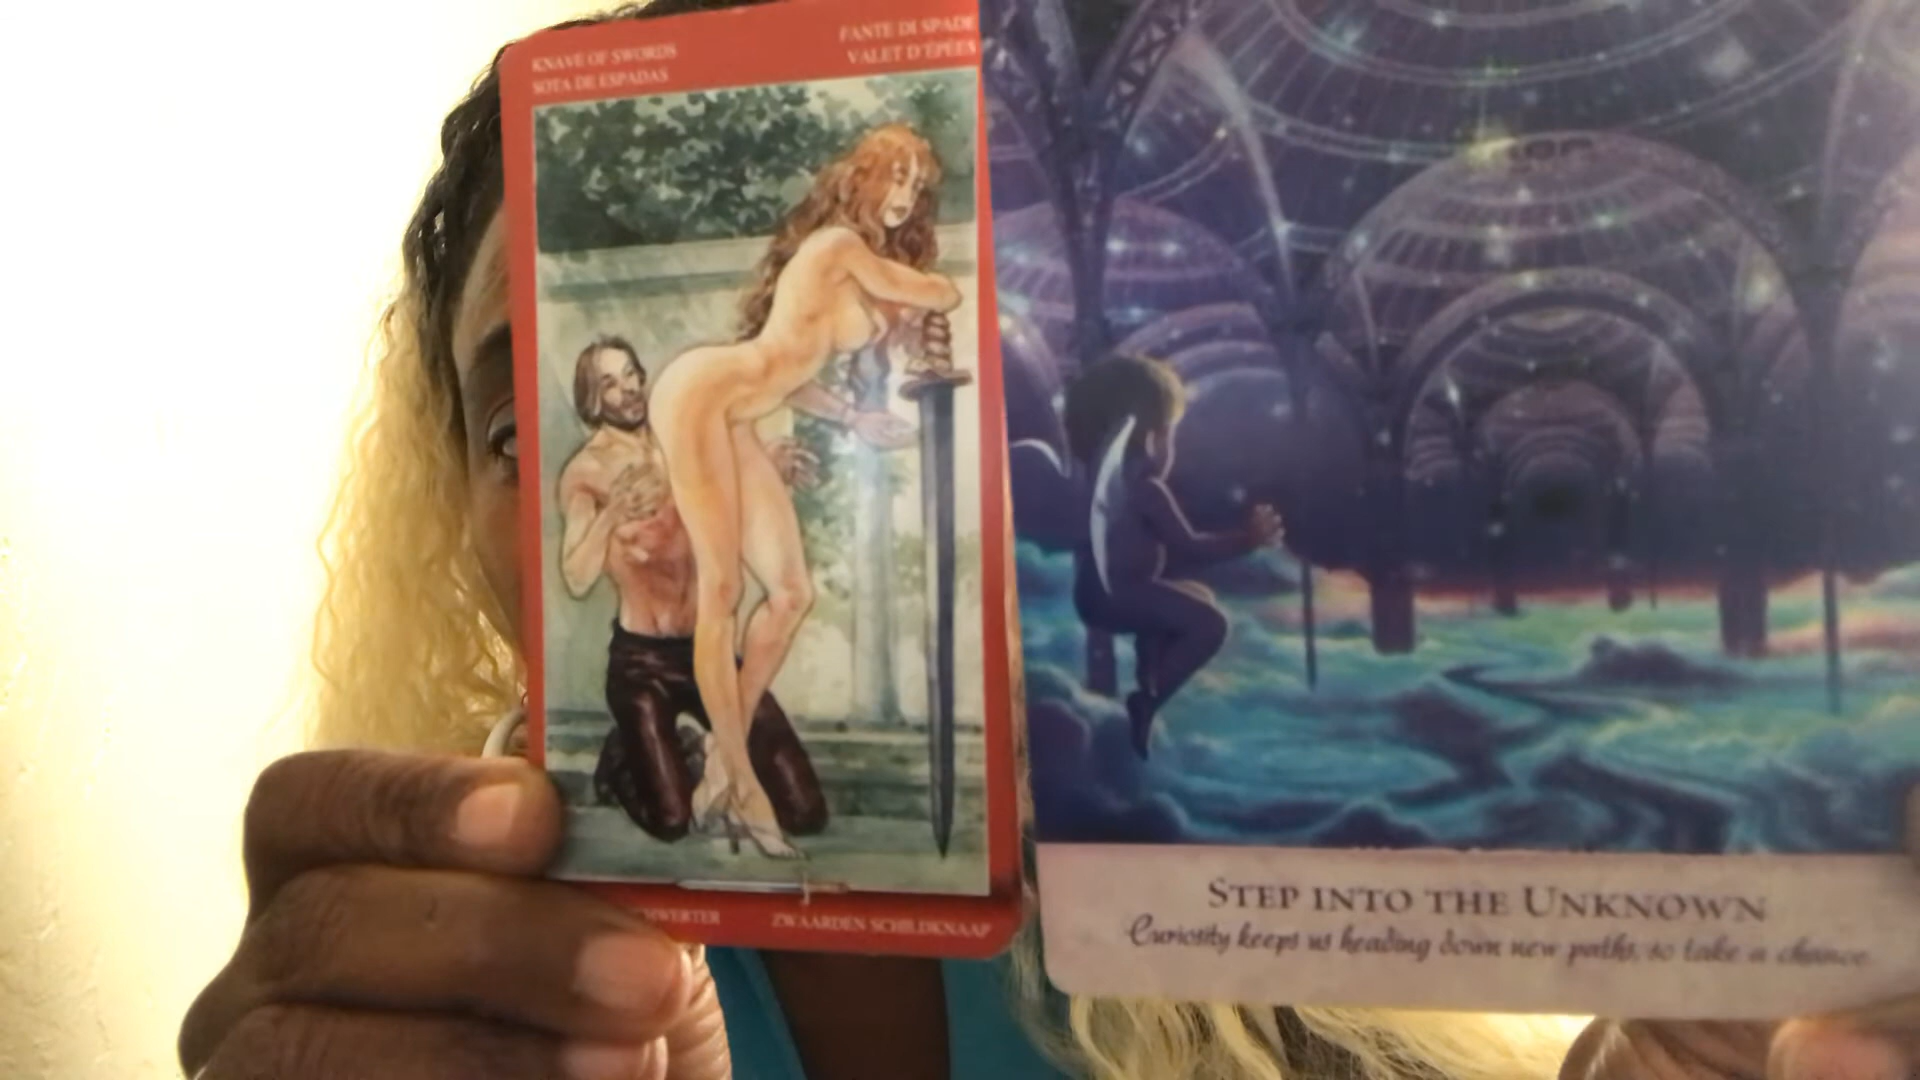 KNAVE OF SWORDS
SOTA DE ESPADAS
FANTE DI SPADE
VALET D'EPÉES
ZWAARDEN SCHILDKNAAP
STEP INTO THE UNKNOWN
Curiosity keeps us heading down new paths, so take a chance